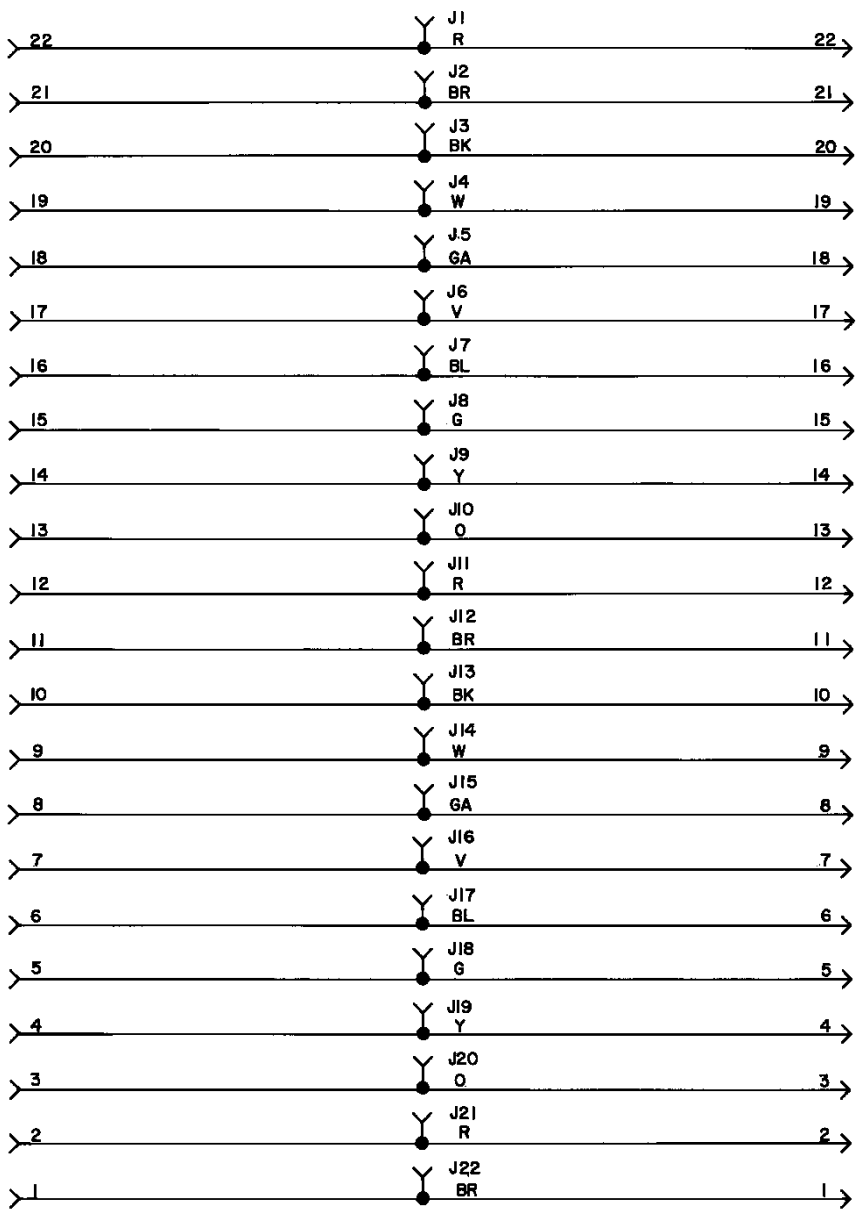 J1
22 R 22
J2
21 BR 21
J3
20 BK 20
J4
19 W 19
J5
18 GA 18
J6
17 V 17
J7
16 BL 16
J8
15 G 15
J9
14 Y 14
J10
13 O 13
J11
12 R 12
J12
11 BR 11
J13
10 BK 10
J14
9 W 9
J15
8 GA 8
J16
7 V 7
J17
6 BL 6
J18
5 G 5
J19
4 Y 4
J20
3 O 3
J21
2 R 2
J22
1 BR 1